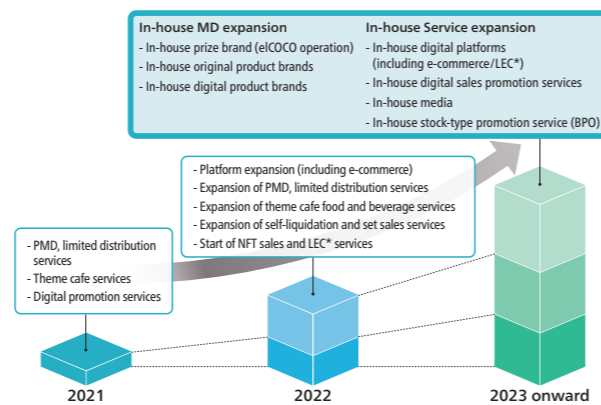 In-house MD expansion
- In-house prize brand (elCOCO operation)
- In-house original product brands
- In-house digital product brands
In-house Service expansion
- In-house digital platforms
(including e-commerce/LEC*)
- In-house digital sales promotion services
- In-house media
- In-house stock-type promotion service (BPO)
- Platform expansion (including e-commerce)
- Expansion of PMD, limited distribution services
- Expansion of theme cafe food and beverage services
- Expansion of self-liquidation and set sales services
- Start of NFT sales and LEC* services
- PMD, limited distribution
services
- Theme cafe services
- Digital promotion services
2021
2022
2023 onward